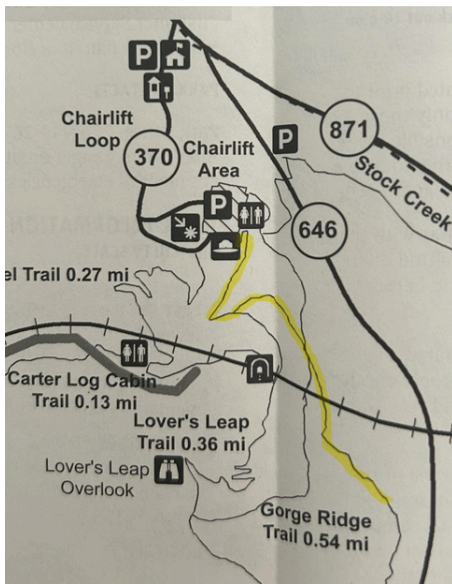 P
871
Chairlift
Loop
370
Chairlift
Area
P
Stock Creek
P
646
el Trail 0.27 mi
Carter Log Cabin
Trail 0.13 mi
Lover's Leap
Trail 0.36 mi
Lover's Leap
Overlook
Gorge Ridge
Trail 0.54 mi